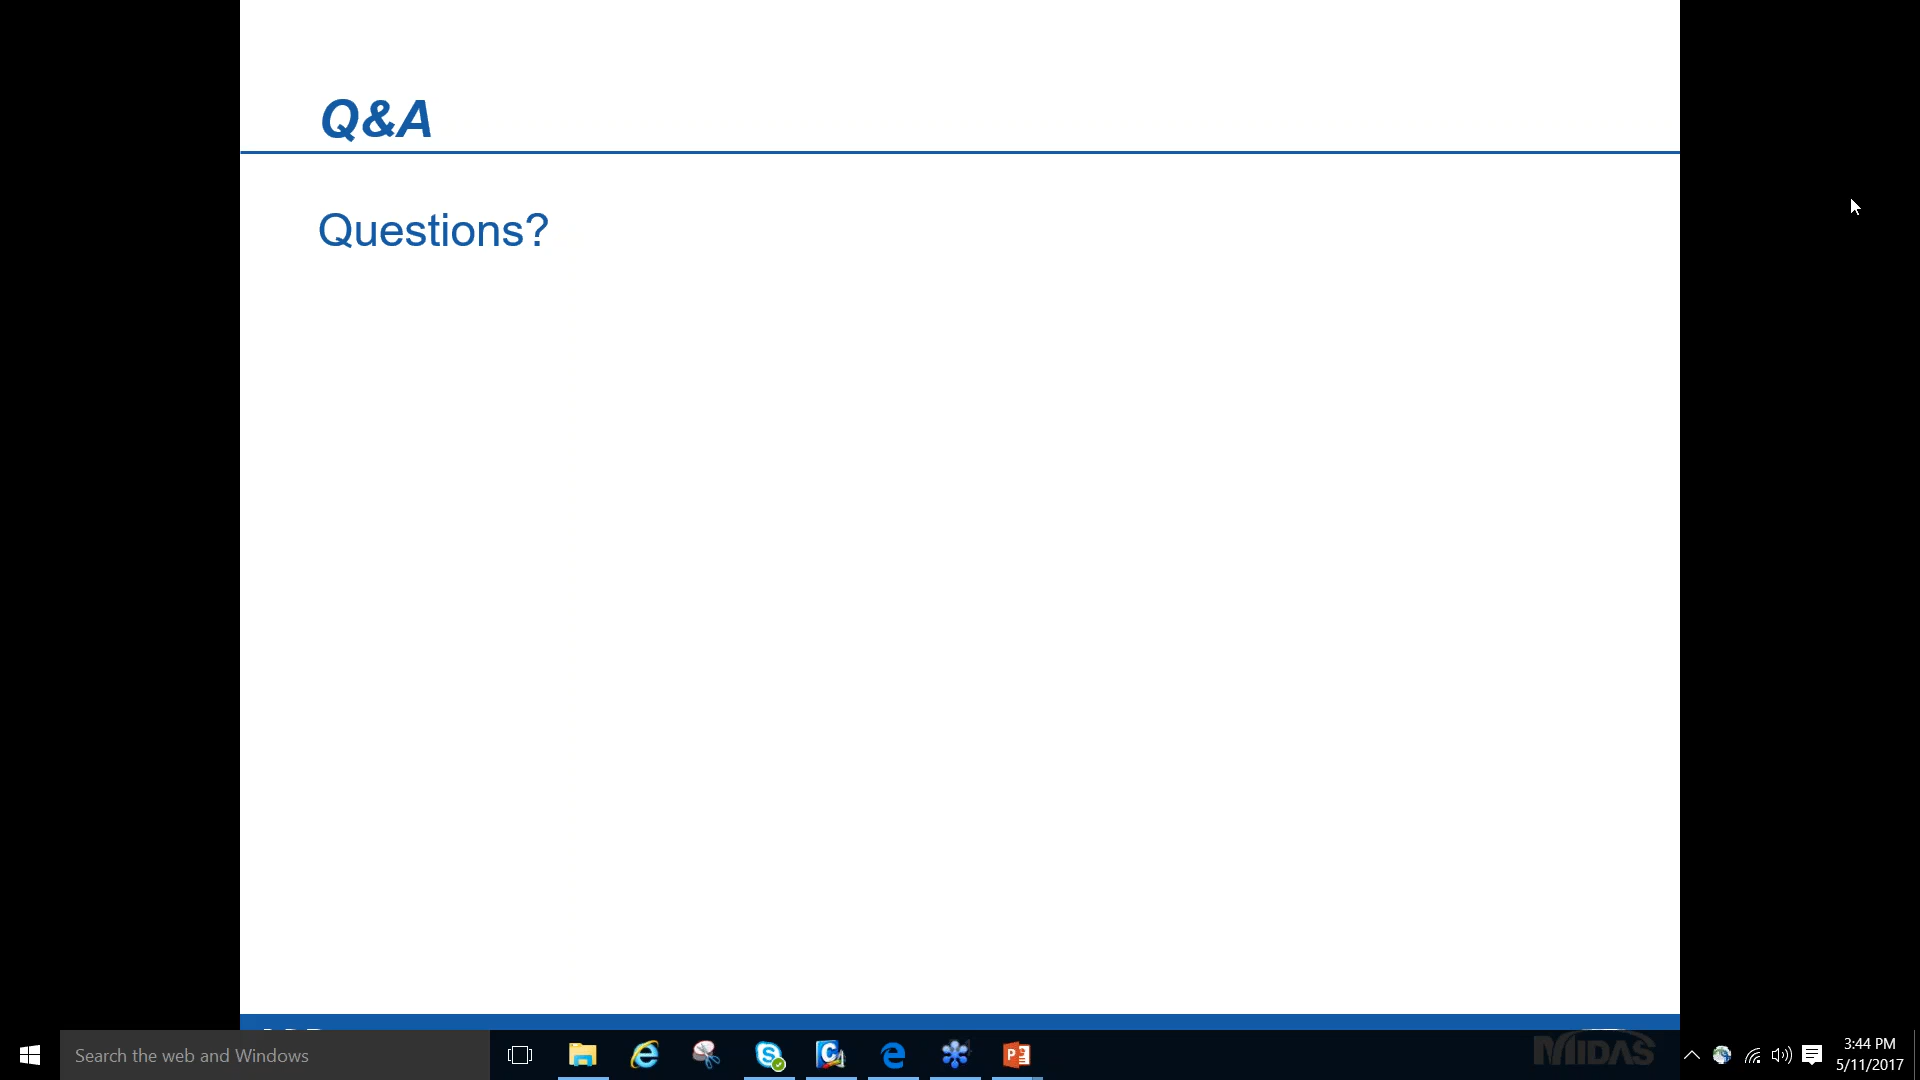 Q&A
Questions?
Search the web and Windows
MIDAS
3:44 PM
5/11/2017